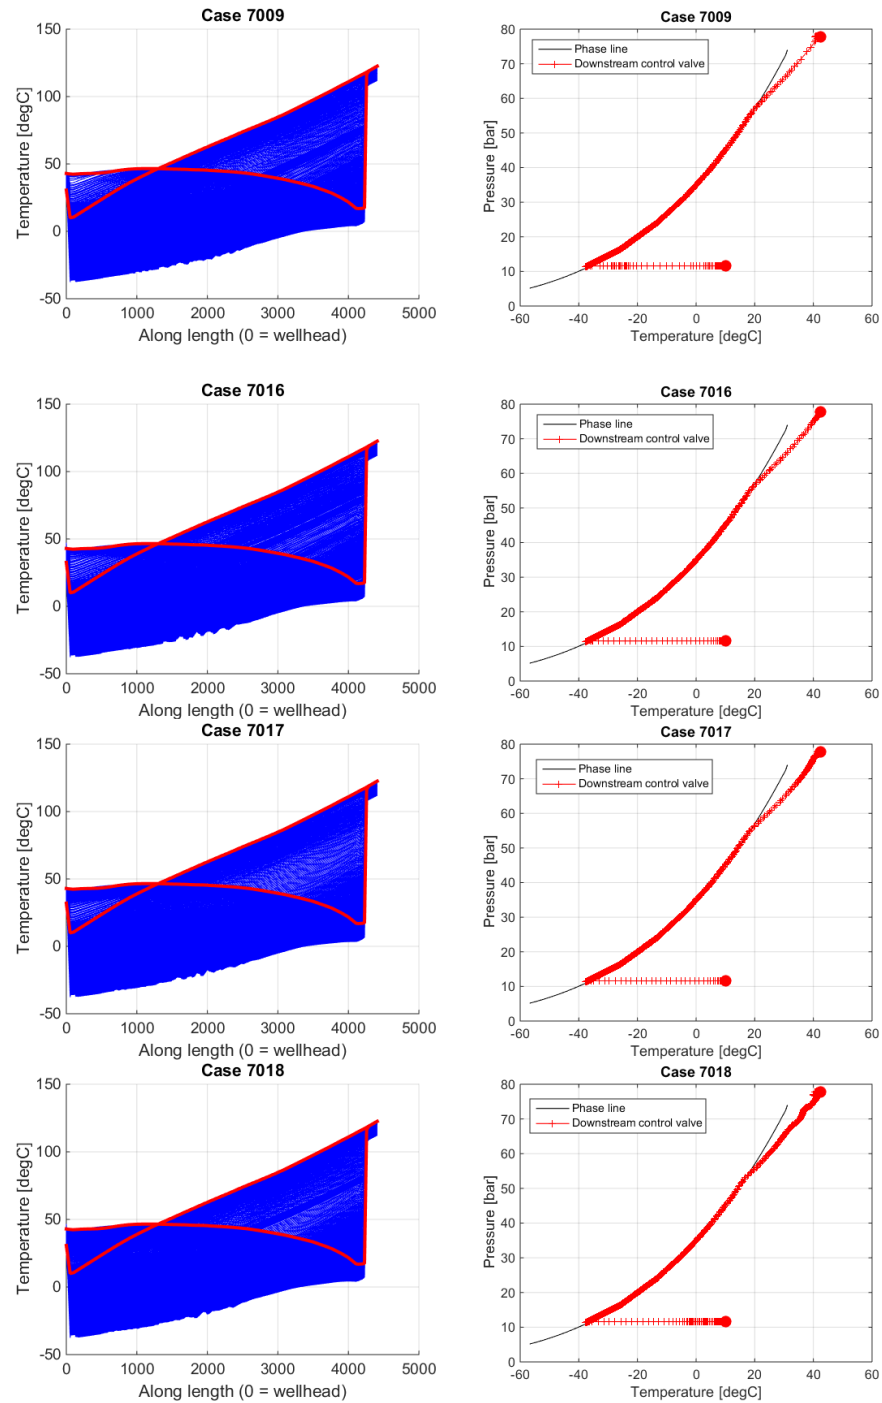 Case 7009
150
100
50
0
-50
0 1000 2000 3000 4000 5000
Temperature [degC]
Along length (0 = wellhead)
Case 7009
80
70
60
50
40
30
20
10
0
-60 -40 -20 0 20 40 60
Pressure [bar]
Temperature [degC]
Phase line
Downstream control valve
Case 7016
150
100
50
0
-50
0 1000 2000 3000 4000 5000
Temperature [degC]
Along length (0 = wellhead)
Case 7016
80
70
60
50
40
30
20
10
0
-60 -40 -20 0 20 40 60
Pressure [bar]
Temperature [degC]
Phase line
Downstream control valve
Case 7017
150
100
50
0
-50
0 1000 2000 3000 4000 5000
Temperature [degC]
Along length (0 = wellhead)
Case 7017
80
70
60
50
40
30
20
10
0
-60 -40 -20 0 20 40 60
Pressure [bar]
Temperature [degC]
Phase line
Downstream control valve
Case 7018
150
100
50
0
-50
0 1000 2000 3000 4000 5000
Temperature [degC]
Along length (0 = wellhead)
Case 7018
80
70
60
50
40
30
20
10
0
-60 -40 -20 0 20 40 60
Pressure [bar]
Temperature [degC]
Phase line
Downstream control valve